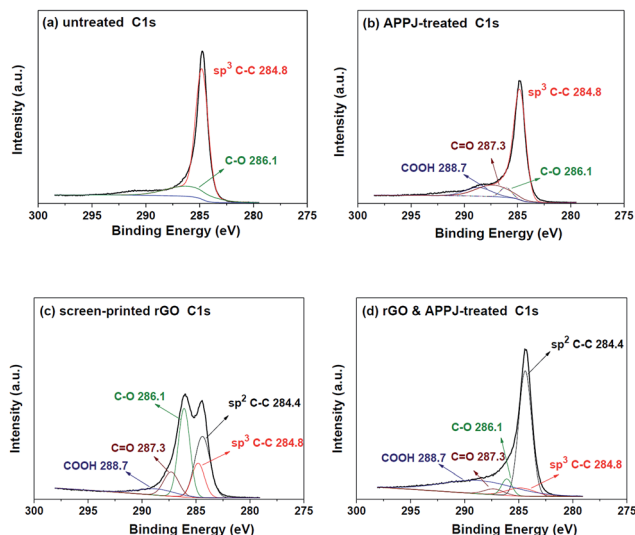 (a) untreated C1s
sp³ C-C 284.8
C-O 286.1
Intensity (a.u.)
300 295 290 285 280 275
Binding Energy (eV)
(b) APPJ-treated C1s
sp³ C-C 284.8
C=O 287.3
COOH 288.7
C-O 286.1
Intensity (a.u.)
300 295 290 285 280 275
Binding Energy (eV)
(c) screen-printed rGO C1s
C-O 286.1
sp² C-C 284.4
C=O 287.3
COOH 288.7
sp³ C-C 284.8
Intensity (a.u.)
300 295 290 285 280 275
Binding Energy (eV)
(d) rGO & APPJ-treated C1s
sp² C-C 284.4
C-O 286.1
COOH 288.7
C=O 287.3
sp³ C-C 284.8
Intensity (a.u.)
300 295 290 285 280 275
Binding Energy (eV)